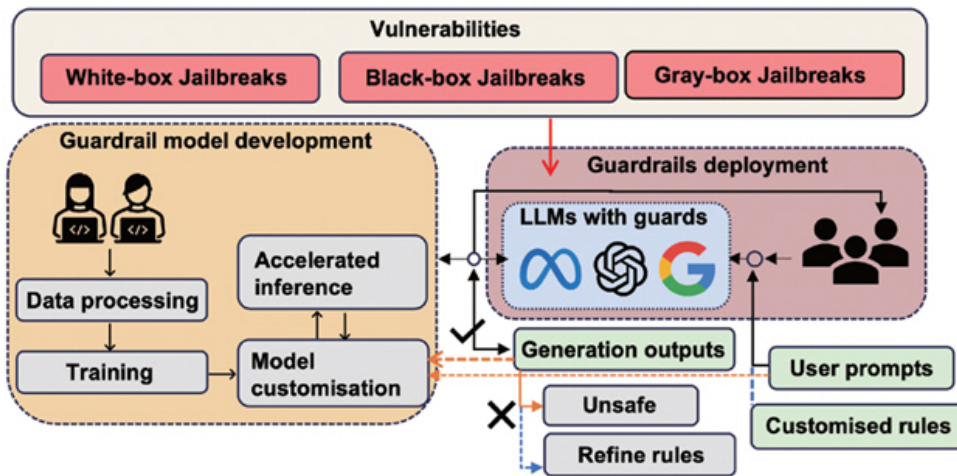 Vulnerabilities
White-box Jailbreaks
Black-box Jailbreaks
Gray-box Jailbreaks
Guardrail model development
Guardrails deployment
LLMs with guards
Accelerated
inference
Data processing
Training
Model
customisation
Generation outputs
User prompts
Unsafe
Customised rules
Refine rules